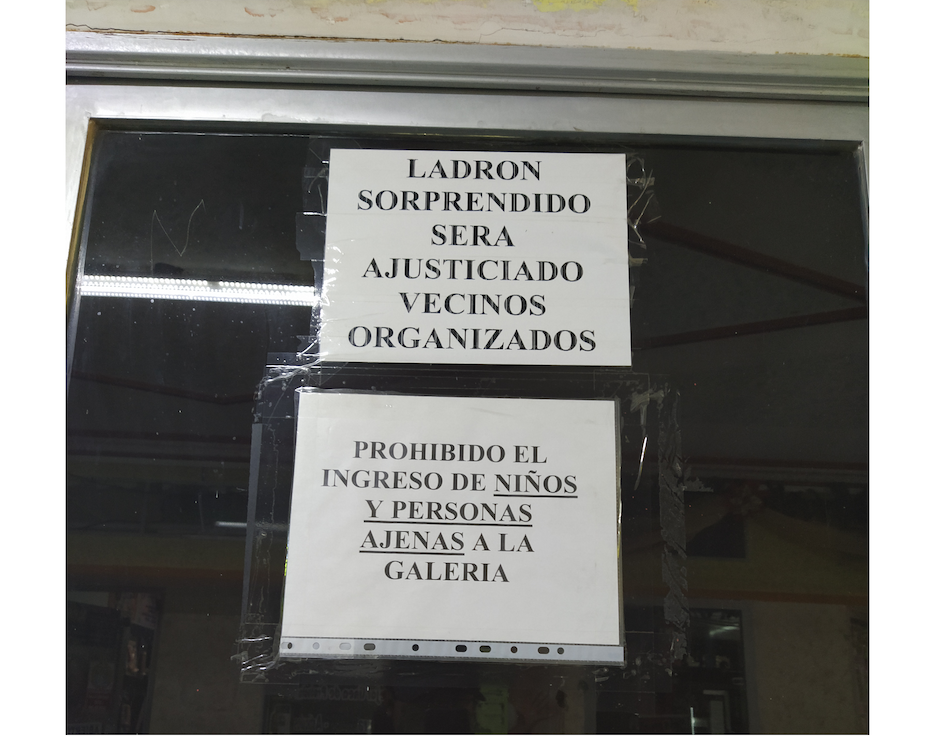 LADRON
SORPRENDIDO
SERA
AJUSTICIADO
VECINOS
ORGANIZADOS
PROHIBIDO EL
INGRESO DE NIÑOS
Y PERSONAS
AJENAS A LA
GALERIA